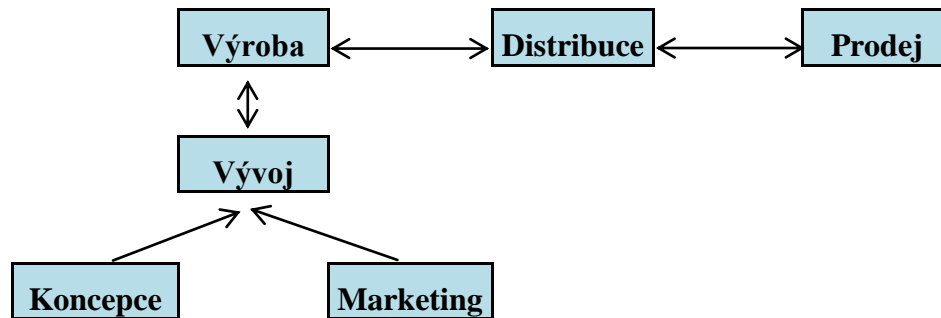 Výroba
Distribuce
Prodej
Vývoj
Koncepce
Marketing